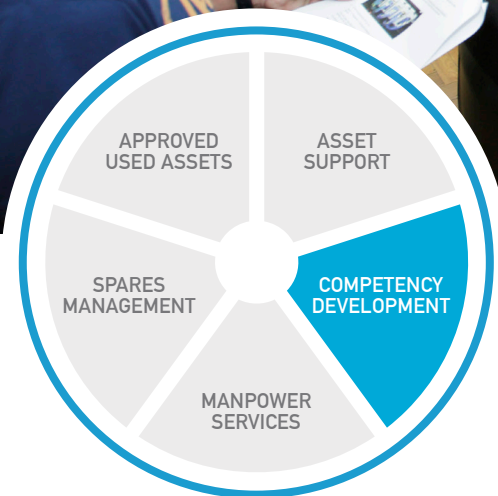 APPROVED
USED ASSETS
ASSET
SUPPORT
SPARES
MANAGEMENT
COMPETENCY
DEVELOPMENT
MANPOWER
SERVICES